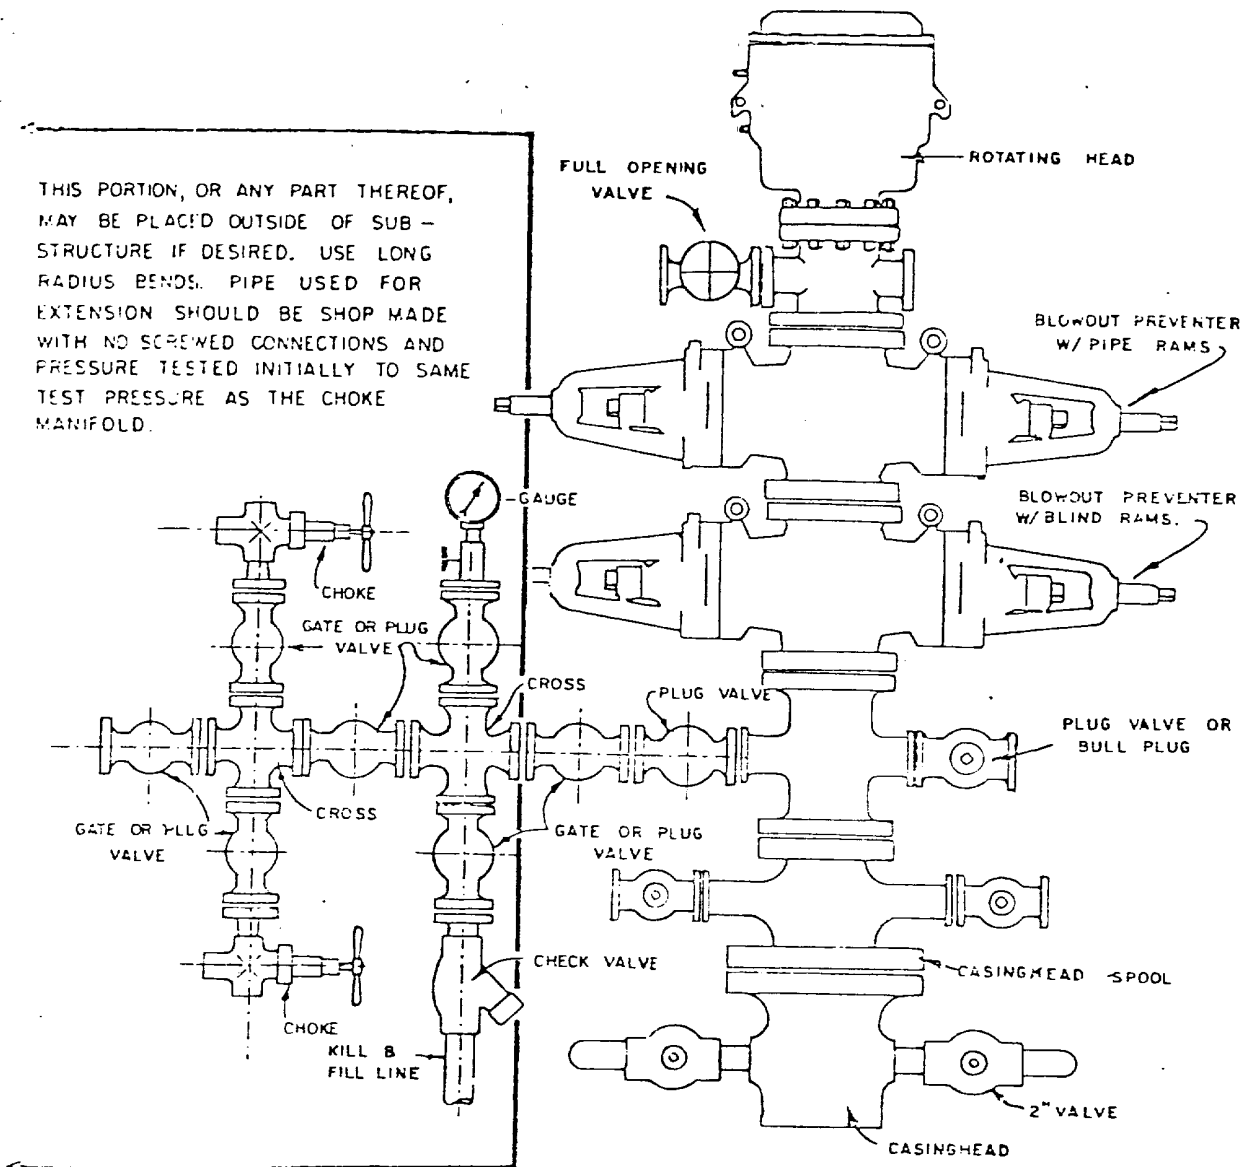 ROTATING HEAD
FULL OPENING
VALVE
THIS PORTION, OR ANY PART THEREOF,
MAY BE PLACED OUTSIDE OF SUB-
STRUCTURE IF DESIRED. USE LONG
RADIUS BENDS. PIPE USED FOR
EXTENSION SHOULD BE SHOP MADE
WITH NO SCREWED CONNECTIONS AND
PRESSURE TESTED INITIALLY TO SAME
TEST PRESSURE AS THE CHOKE
MANIFOLD.
BLOWOUT PREVENTER
W/ PIPE RAMS
GAUGE
BLOWOUT PREVENTER
W/ BLIND RAMS.
CHOKE
GATE OR PLUG
VALVE
CROSS
PLUG VALVE
PLUG VALVE OR
BULL PLUG
CROSS
GATE OR PLUG
VALVE
GATE OR PLUG
VALVE
CHECK VALVE
CASINGHEAD SPOOL
CHOKE
KILL &
FILL LINE
2" VALVE
CASINGHEAD